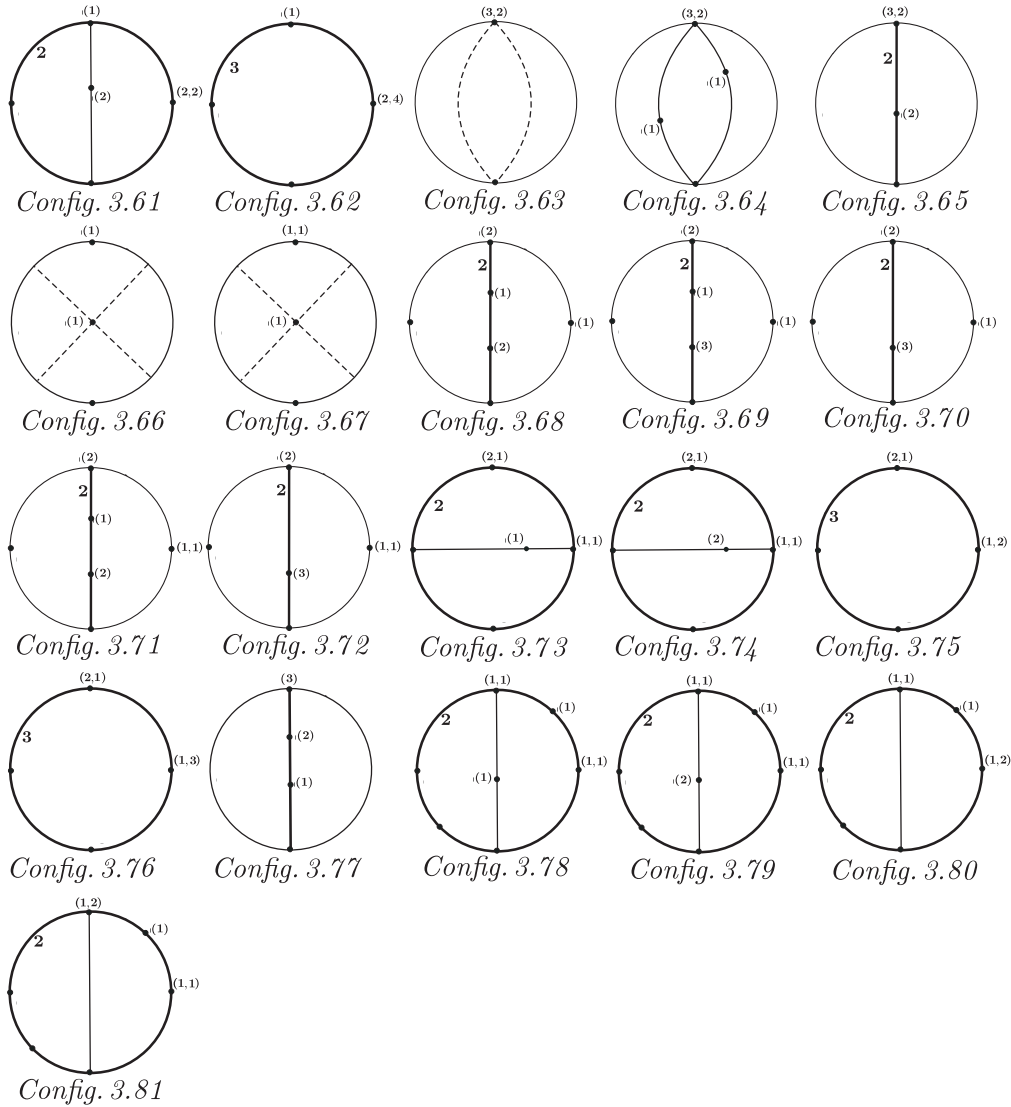 (1) (1) (3,2) (3,2) (3,2)
2 3 2
(2) (2,2) (2,4) (1) (1) (2)
Config. 3.61 Config. 3.62 Config. 3.63 Config. 3.64 Config. 3.65
(1) (1,1) (2) (2) (2)
2 2 2
(1) (1) (1) (2) (1) (1) (3) (1) (3) (1)
Config. 3.66 Config. 3.67 Config. 3.68 Config. 3.69 Config. 3.70
(2) (2) (2,1) (2,1) (2,1)
2 2 2 2 3
(1) (2) (1,1) (3) (1,1) (1) (1,1) (2) (1,1) (1,2)
Config. 3.71 Config. 3.72 Config. 3.73 Config. 3.74 Config. 3.75
(2,1) (3) (1,1) (1,1) (1,1)
3 (2) 2 (1) 2 (1) 2 (1)
(1,3) (1) (1) (1,1) (2) (1,1) (1,2)
Config. 3.76 Config. 3.77 Config. 3.78 Config. 3.79 Config. 3.80
(1,2)
2 (1)
(1,1)
Config. 3.81